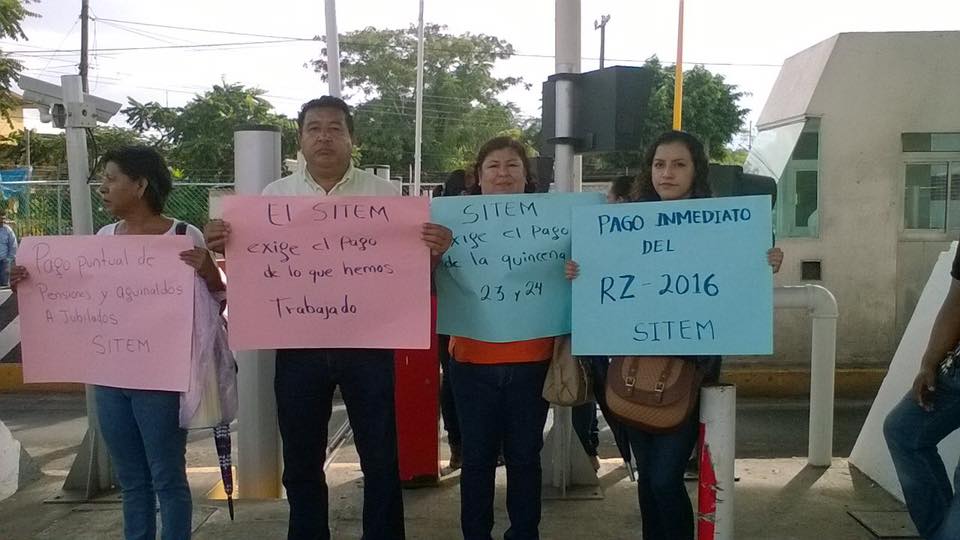 Pago puntual de
Pensiones y aguinaldos
A Jubilados
SITEM
El SITEM
exige el Pago
de lo que hemos
Trabajado
SITEM
exige el Pago
de la quincena
23 y 24
PAGO INMEDIATO
DEL
RZ-2016
SITEM